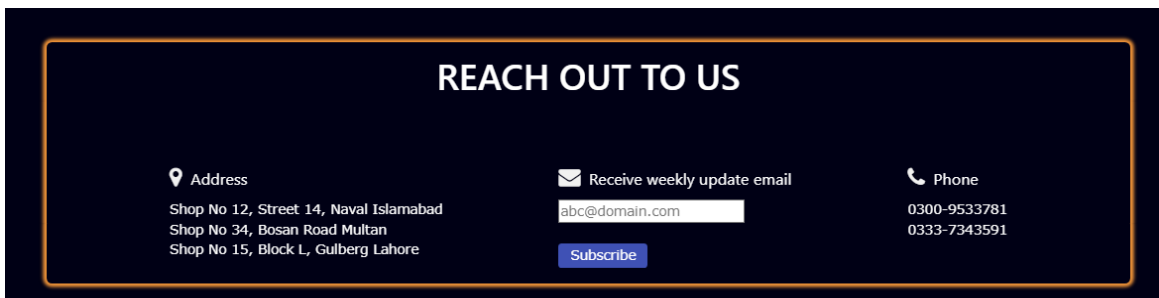 REACH OUT TO US
Address
Shop No 12, Street 14, Naval Islamabad
Shop No 34, Bosan Road Multan
Shop No 15, Block L, Gulberg Lahore
Receive weekly update email
abc@domain.com
Subscribe
Phone
0300-9533781
0333-7343591